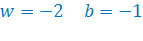 w = −2   b = −1